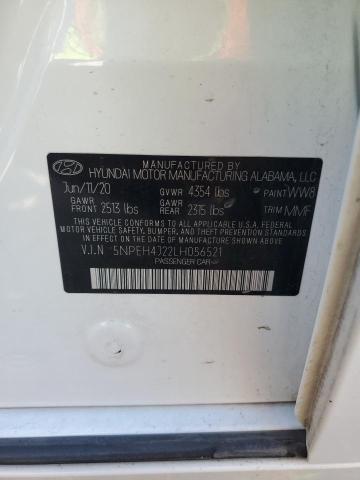 MANUFACTURED BY
HYUNDAI MOTOR MANUFACTURING ALABAMA, LLC
Jun/11/20 GVWR 4354 lbs PAINT WW8
GAWR FRONT 2513 lbs GAWR REAR 2315 lbs TRIM MMF
THIS VEHICLE CONFORMS TO ALL APPLICABLE U.S.A. FEDERAL
MOTOR VEHICLE SAFETY, BUMPER, AND THEFT PREVENTION STANDARDS
IN EFFECT ON THE DATE OF MANUFACTURE SHOWN ABOVE.
V.I.N 5NPEH4J22LH056521
PASSENGER CAR